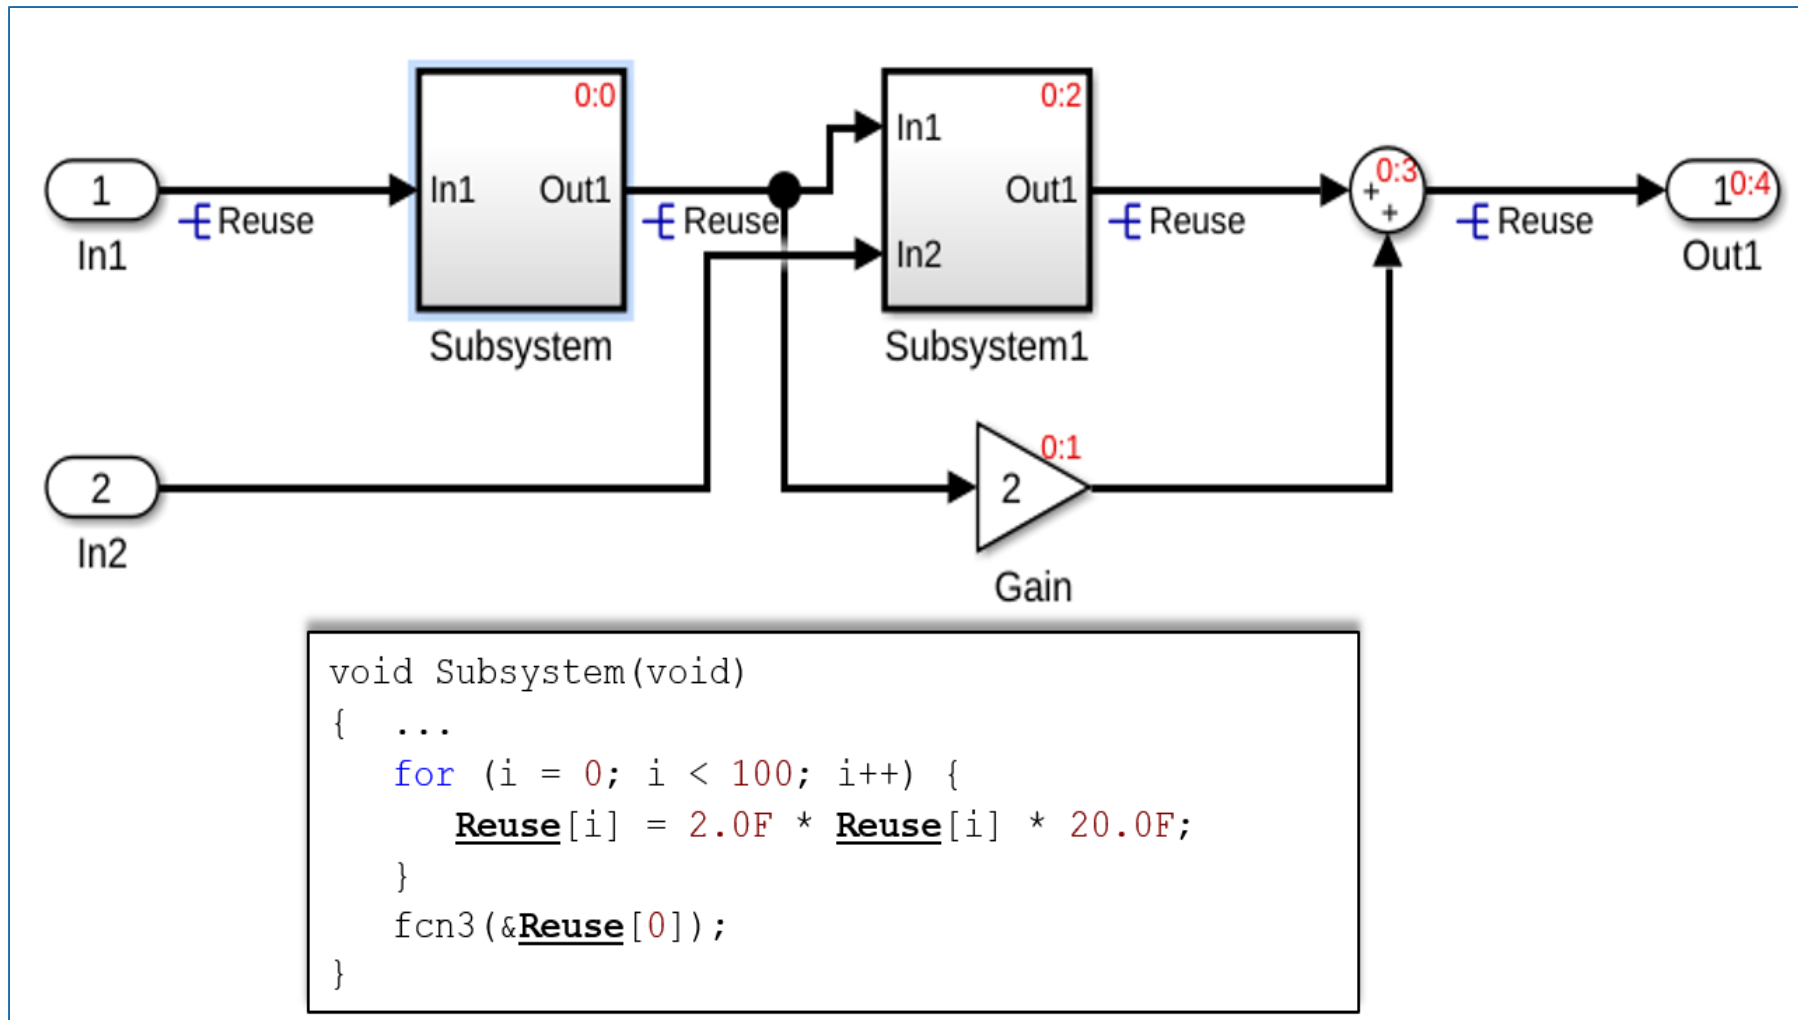 0:0
0:2
In1
1
In1
Out1
Out1
0:3
+
+
1
0:4
Reuse
Reuse
Reuse
Reuse
In1
In2
Out1
Subsystem
Subsystem1
0:1
2
2
In2
Gain
void Subsystem(void)
{ ...
for (i = 0; i < 100; i++) {
Reuse[i] = 2.0F * Reuse[i] * 20.0F;
}
fcn3(&Reuse[0]);
}